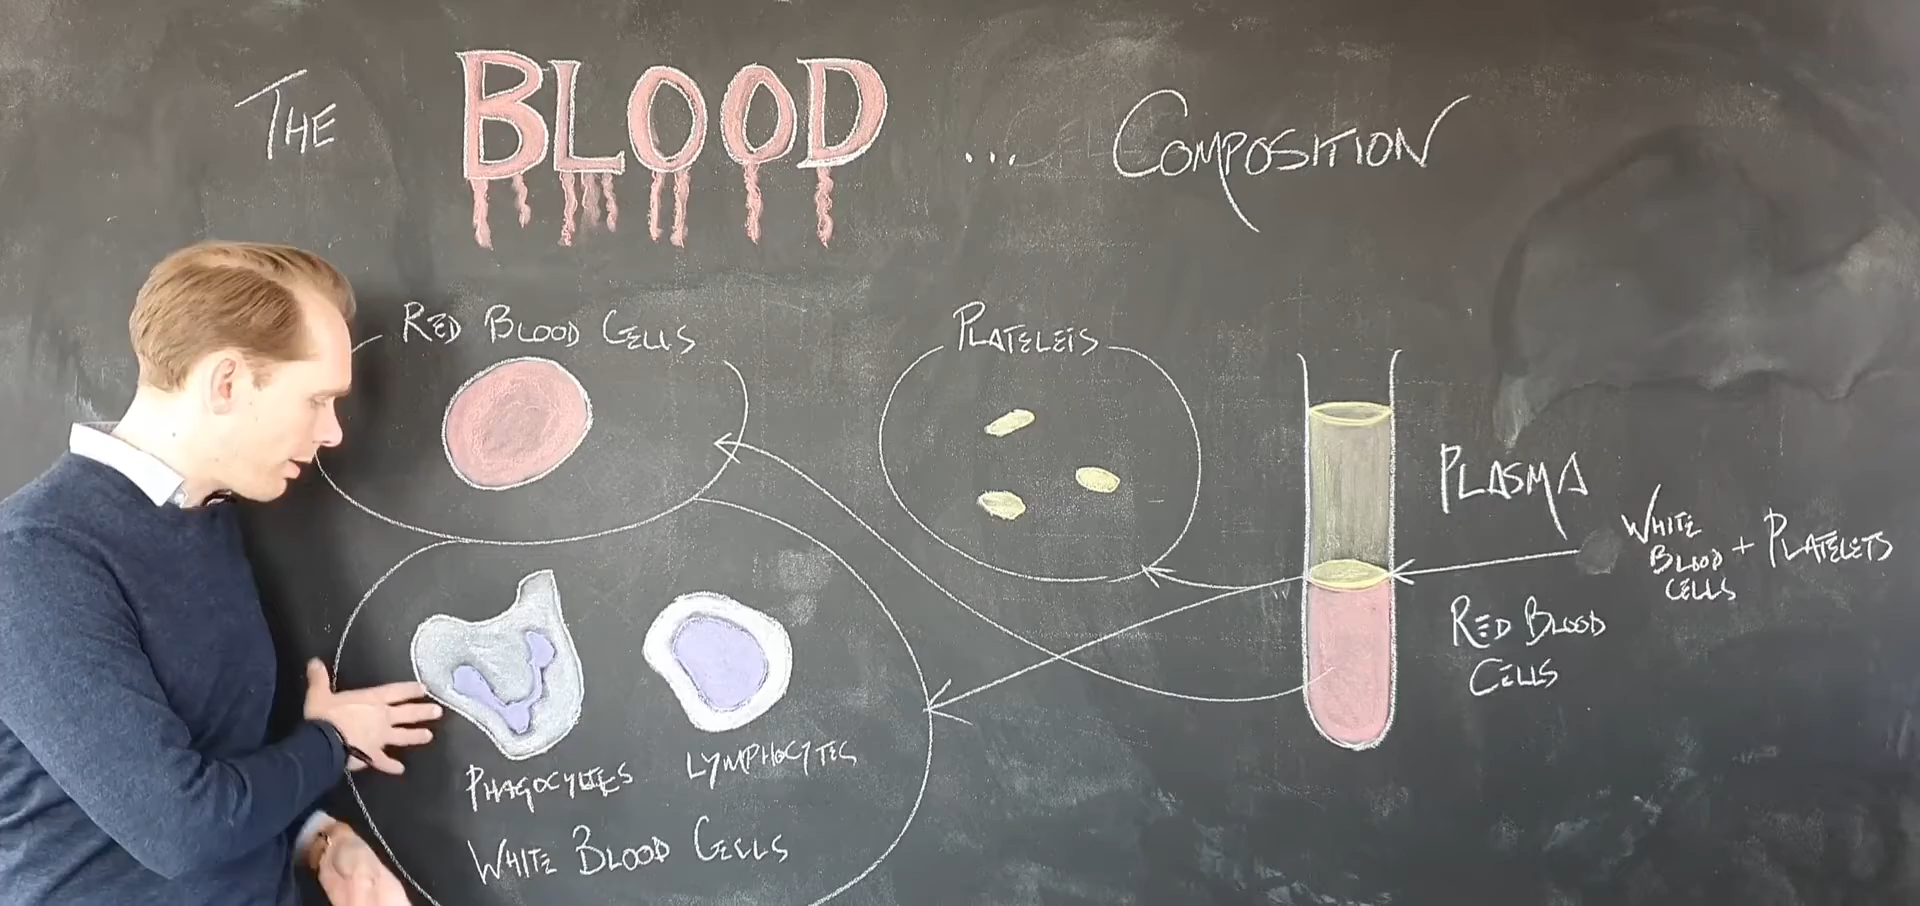 THE BLOOD ... COMPOSITION
RED BLOOD CELLS
PLATELETS
PLASMA
WHITE
BLOOD + PLATELETS
CELLS
RED BLOOD
CELLS
PHAGOCYTES
LYMPHOCYTES
WHITE BLOOD CELLS